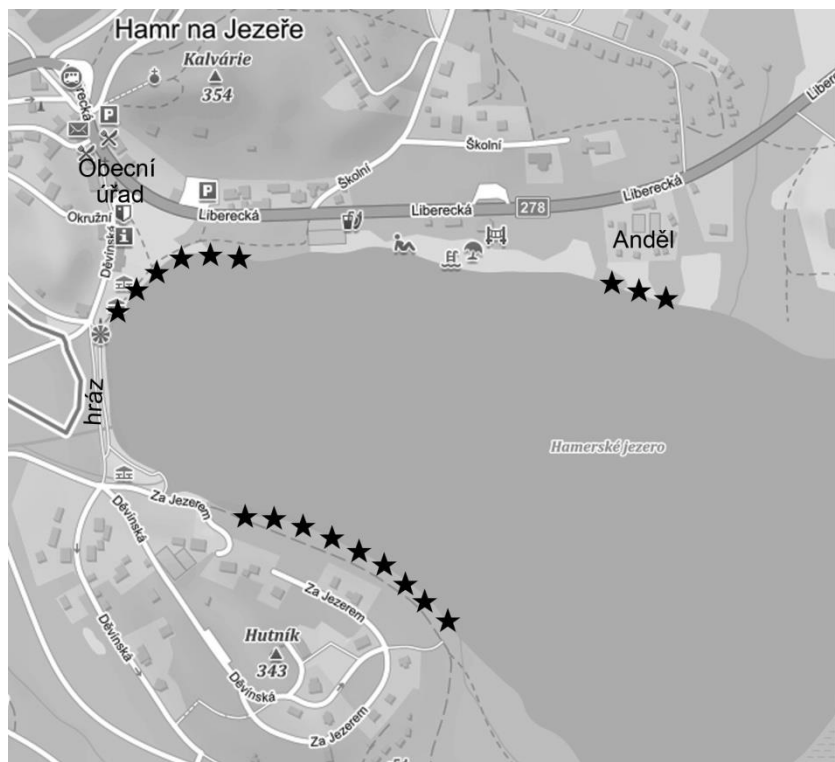 Hamr na Jezeře
Kalvárie
354
P
Školní
Školní
Obecní
úřad
P
Okružní
Liberecká
Liberecká
278
Liberecká
Anděl
Děvínská
i
hráz
Hamerské jezero
Za Jezerem
Děvínská
Děvínská
Za Jezerem
Hutník
343
Děvínská
Za Jezerem